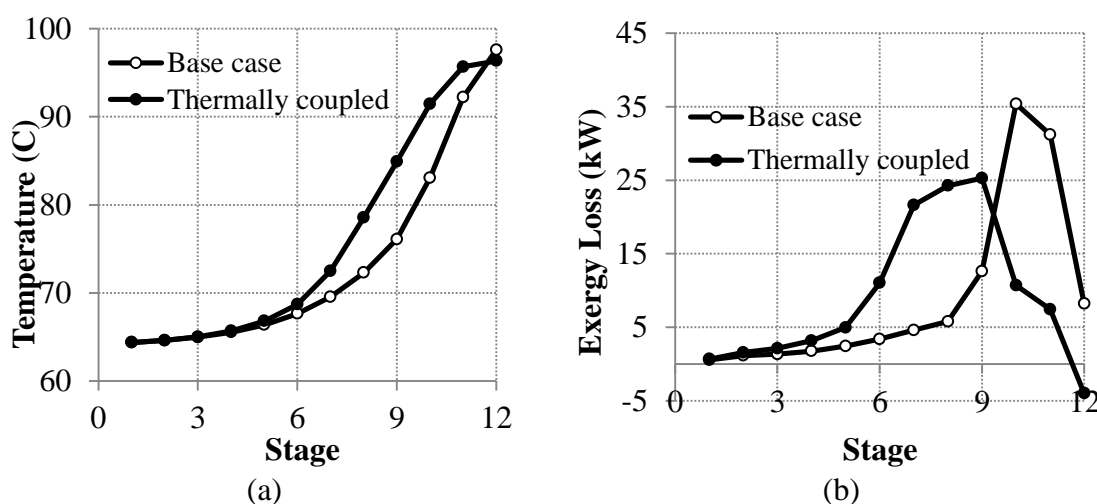 100
90
80
70
60
0
3
6
9
12
Temperature (C)
Stage
Base case
Thermally coupled
(a)
45
35
25
15
5
-5
0
3
6
9
12
Exergy Loss (kW)
Stage
Base case
Thermally coupled
(b)